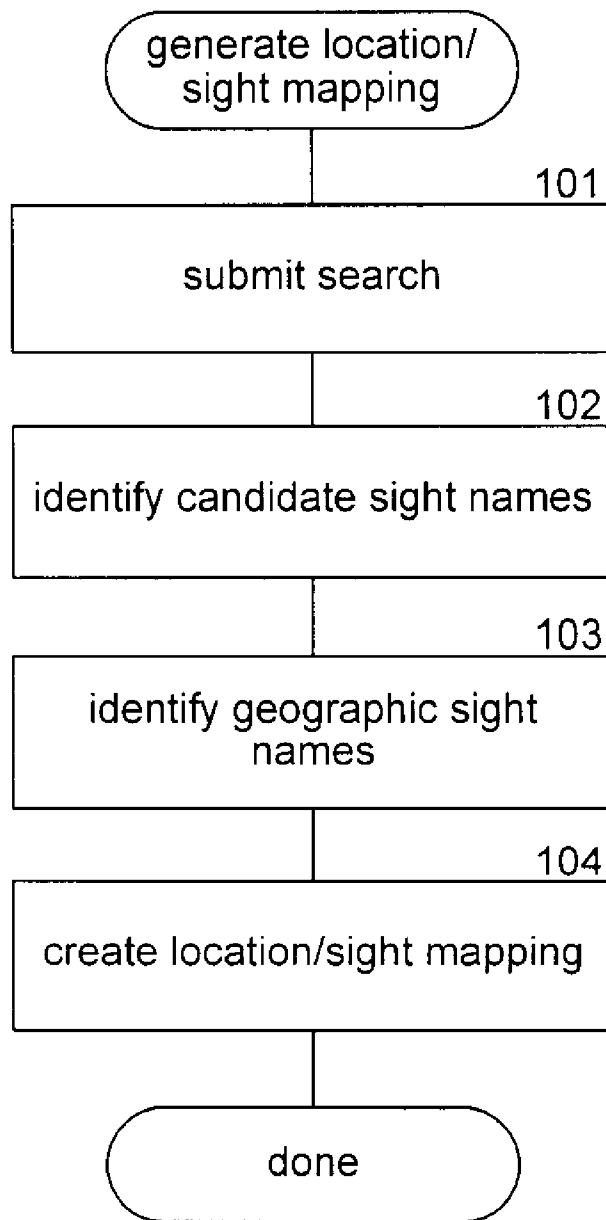 generate location/
sight mapping
101
submit search
102
identify candidate sight names
103
identify geographic sight
names
104
create location/sight mapping
done